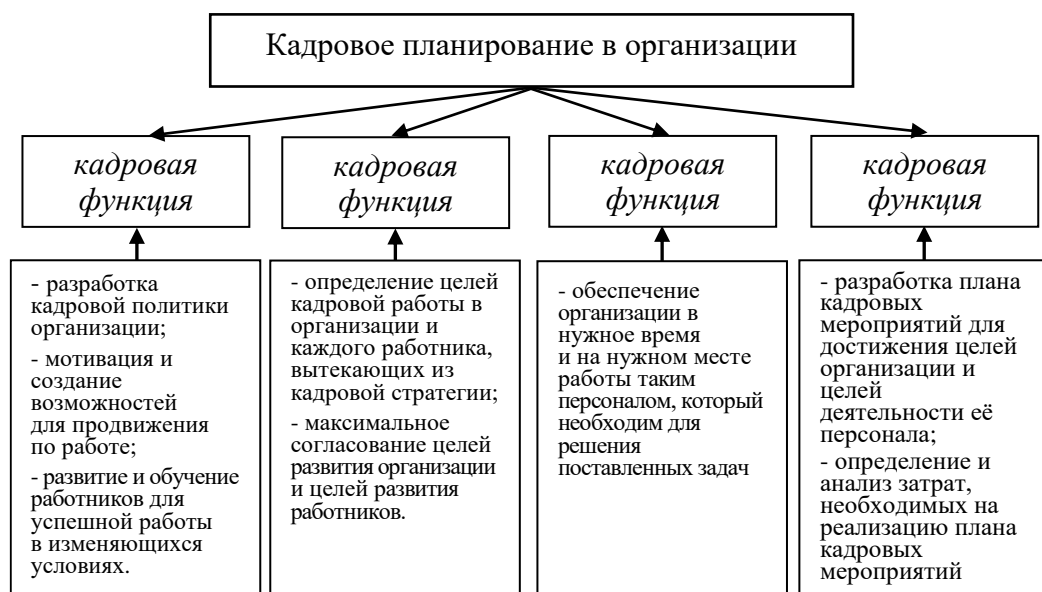 Кадровое планирование в организации
кадровая
функция
кадровая
функция
кадровая
функция
кадровая
функция
- разработка
кадровой политики
организации;
- мотивация и
создание
возможностей
для продвижения
по работе;
- развитие и обучение
работников для
успешной работы
в изменяющихся
условиях.
- определение целей
кадровой работы в
организации и
каждого работника,
вытекающих из
кадровой стратегии;
- максимальное
согласование целей
развития организации
и целей развития
работников.
- обеспечение
организации в
нужное время
и на нужном месте
работы таким
персоналом, который
необходим для
решения
поставленных задач
- разработка плана
кадровых
мероприятий для
достижения целей
организации и
целей
деятельности её
персонала;
- определение и
анализ затрат,
необходимых на
реализацию плана
кадровых
мероприятий